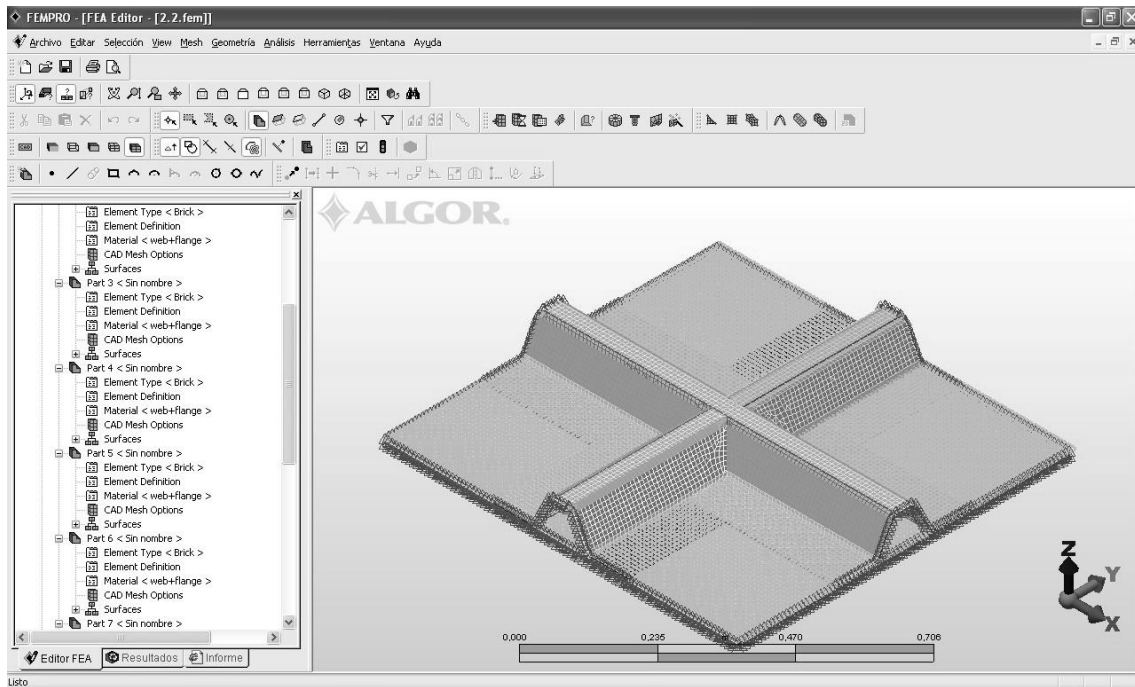 FEMPRO - [FEA Editor - [2.2.fem]]
Archivo Editar Selección View Mesh Geometría Análisis Herramientas Ventana Ayuda
ALGOR.
Element Type < Brick >
Element Definition
Material < web+flange >
CAD Mesh Options
Surfaces
Part 3 < Sin nombre >
Element Type < Brick >
Element Definition
Material < web+flange >
CAD Mesh Options
Surfaces
Part 4 < Sin nombre >
Element Type < Brick >
Element Definition
Material < web+flange >
CAD Mesh Options
Surfaces
Part 5 < Sin nombre >
Element Type < Brick >
Element Definition
Material < web+flange >
CAD Mesh Options
Surfaces
Part 6 < Sin nombre >
Element Type < Brick >
Element Definition
Material < web+flange >
CAD Mesh Options
Surfaces
Part 7 < Sin nombre >
Z
Y
X
0,000 0,235 0,470 0,706
Editor FEA Resultados Informe
Listo